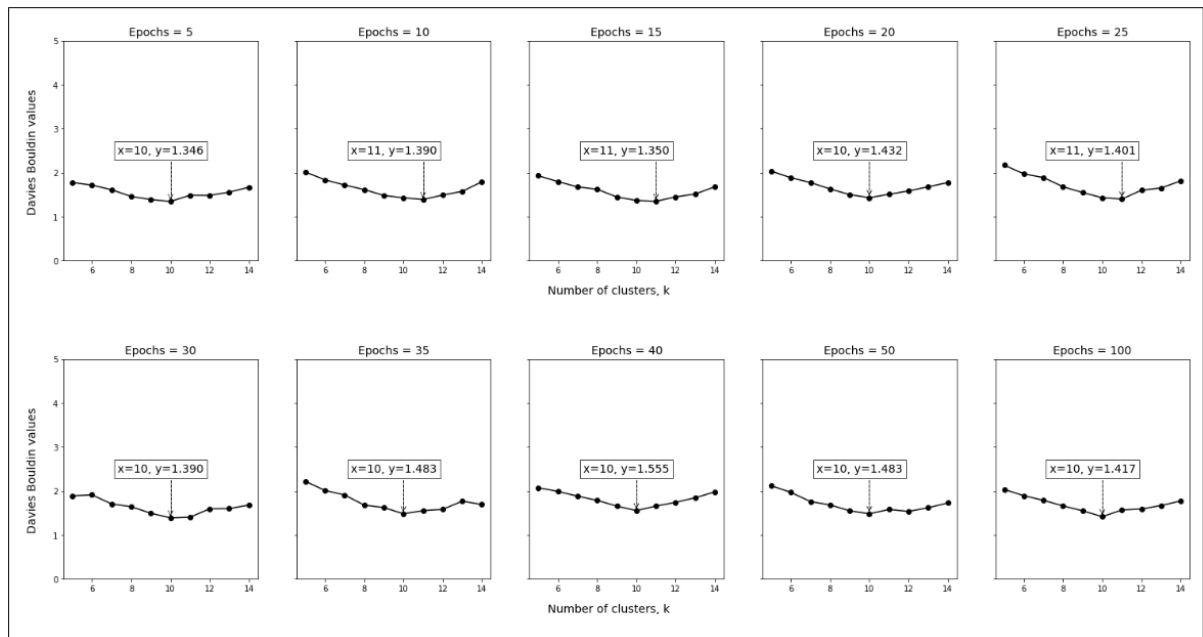 Epochs = 5
Epochs = 10
Epochs = 15
Epochs = 20
Epochs = 25
Davies Bouldin values
5
4
3
2
1
0
x=10, y=1.346
x=11, y=1.390
x=11, y=1.350
x=10, y=1.432
x=11, y=1.401
6 8 10 12 14
6 8 10 12 14
6 8 10 12 14
6 8 10 12 14
6 8 10 12 14
Number of clusters, k
Epochs = 30
Epochs = 35
Epochs = 40
Epochs = 50
Epochs = 100
Davies Bouldin values
5
4
3
2
1
0
x=10, y=1.390
x=10, y=1.483
x=10, y=1.555
x=10, y=1.483
x=10, y=1.417
6 8 10 12 14
6 8 10 12 14
6 8 10 12 14
6 8 10 12 14
6 8 10 12 14
Number of clusters, k